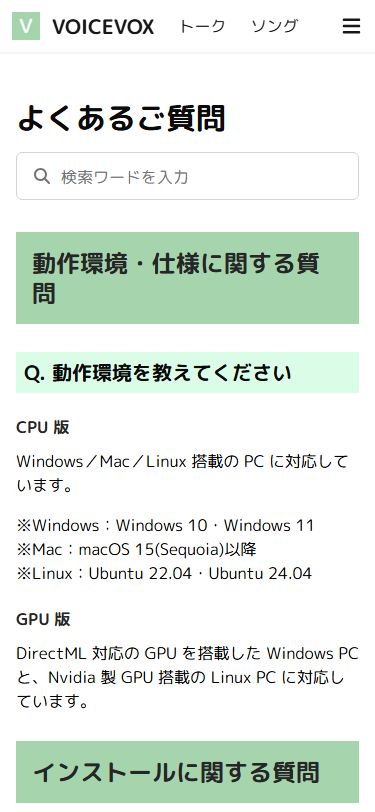 V VOICEVOX トーク ソング
よくあるご質問
検索ワードを入力
動作環境・仕様に関する質
問
Q. 動作環境を教えてください
CPU 版
Windows／Mac／Linux 搭載の PC に対応して
います。
※Windows：Windows 10・Windows 11
※Mac：macOS 15(Sequoia)以降
※Linux：Ubuntu 22.04・Ubuntu 24.04
GPU 版
DirectML 対応の GPU を搭載した Windows PC
と、Nvidia 製 GPU 搭載の Linux PC に対応し
ています。
インストールに関する質問